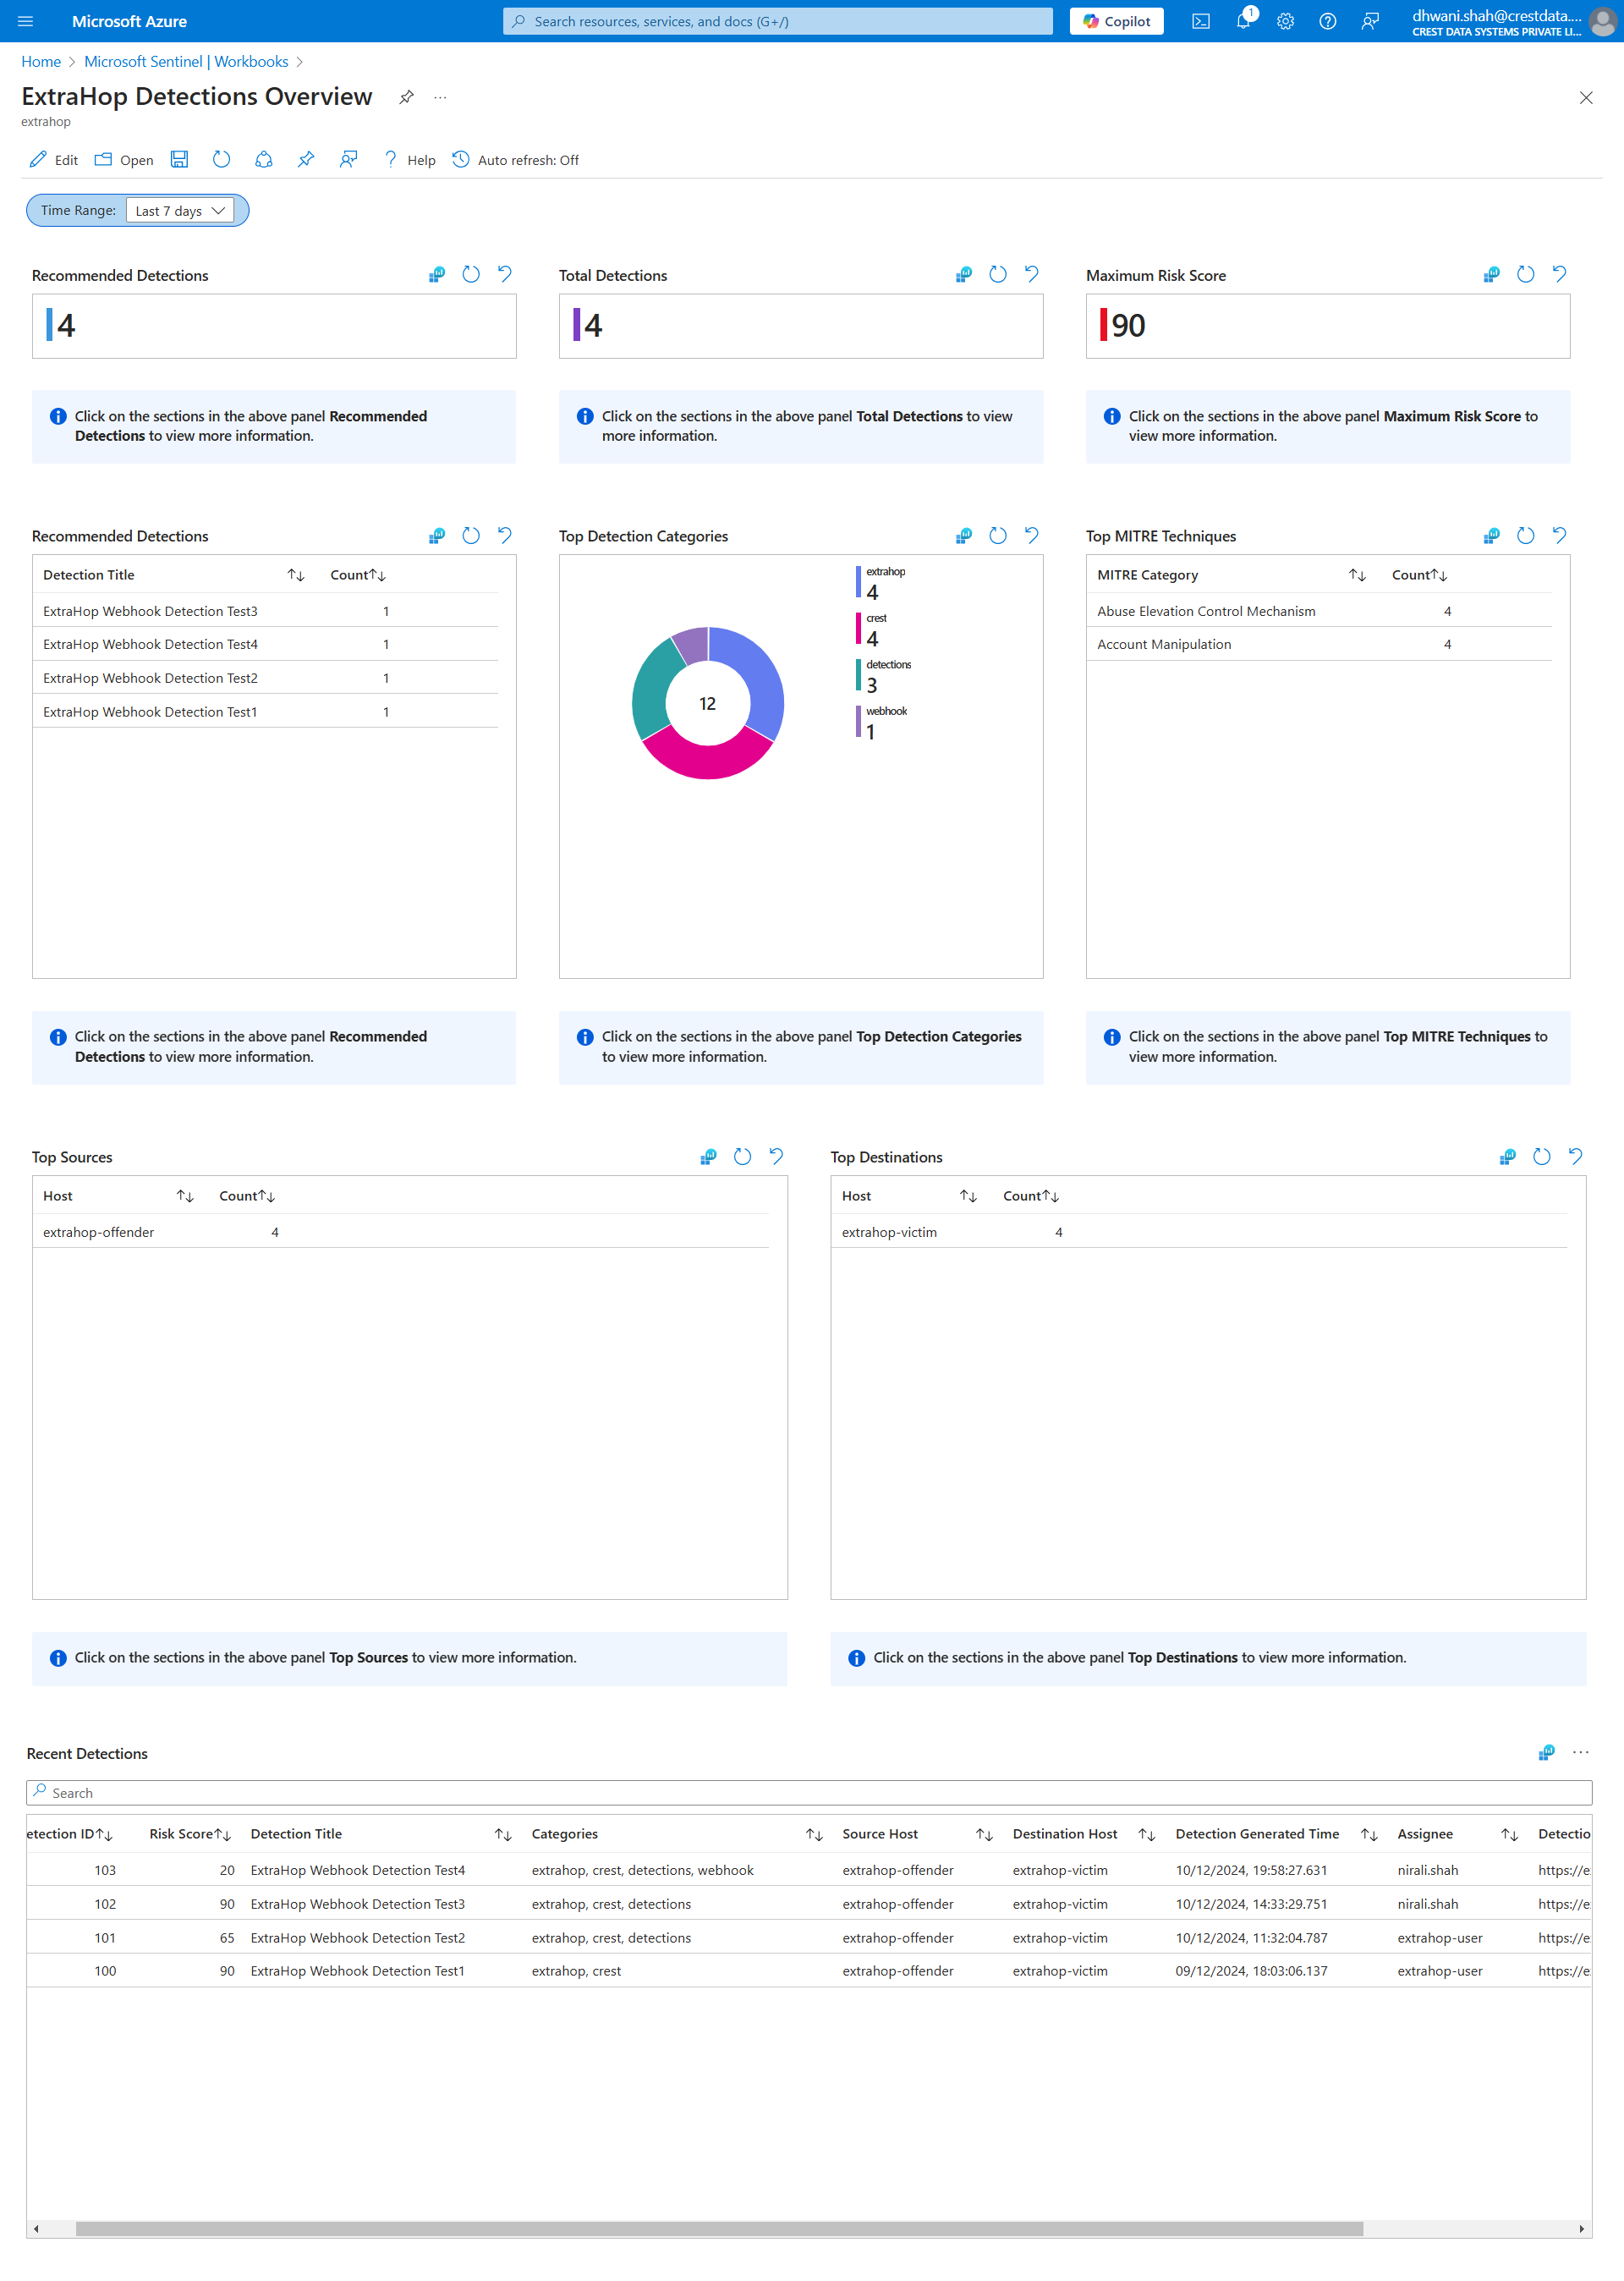 Microsoft Azure
Search resources, services, and docs (G+/)
Copilot
1
dhwani.shah@crestdata....
CREST DATA SYSTEMS PRIVATE LI...
Home > Microsoft Sentinel | Workbooks >
ExtraHop Detections Overview
...
extrahop
Edit Open Help Auto refresh: Off
Time Range: Last 7 days
Recommended Detections
4
Click on the sections in the above panel Recommended
Detections to view more information.
Total Detections
4
Click on the sections in the above panel Total Detections to view
more information.
Maximum Risk Score
90
Click on the sections in the above panel Maximum Risk Score to
view more information.
Recommended Detections
Detection Title Count
ExtraHop Webhook Detection Test3 1
ExtraHop Webhook Detection Test4 1
ExtraHop Webhook Detection Test2 1
ExtraHop Webhook Detection Test1 1
Click on the sections in the above panel Recommended
Detections to view more information.
Top Detection Categories
12
extrahop
4
crest
4
detections
3
webhook
1
Click on the sections in the above panel Top Detection Categories
to view more information.
Top MITRE Techniques
MITRE Category Count
Abuse Elevation Control Mechanism 4
Account Manipulation 4
Click on the sections in the above panel Top MITRE Techniques to
view more information.
Top Sources
Host Count
extrahop-offender 4
Click on the sections in the above panel Top Sources to view more information.
Top Destinations
Host Count
extrahop-victim 4
Click on the sections in the above panel Top Destinations to view more information.
Recent Detections
...
Search
etection ID Risk Score Detection Title Categories Source Host Destination Host Detection Generated Time Assignee Detectio
103 20 ExtraHop Webhook Detection Test4 extrahop, crest, detections, webhook extrahop-offender extrahop-victim 10/12/2024, 19:58:27.631 nirali.shah https://e
102 90 ExtraHop Webhook Detection Test3 extrahop, crest, detections extrahop-offender extrahop-victim 10/12/2024, 14:33:29.751 nirali.shah https://e
101 65 ExtraHop Webhook Detection Test2 extrahop, crest, detections extrahop-offender extrahop-victim 10/12/2024, 11:32:04.787 extrahop-user https://e
100 90 ExtraHop Webhook Detection Test1 extrahop, crest extrahop-offender extrahop-victim 09/12/2024, 18:03:06.137 extrahop-user https://e